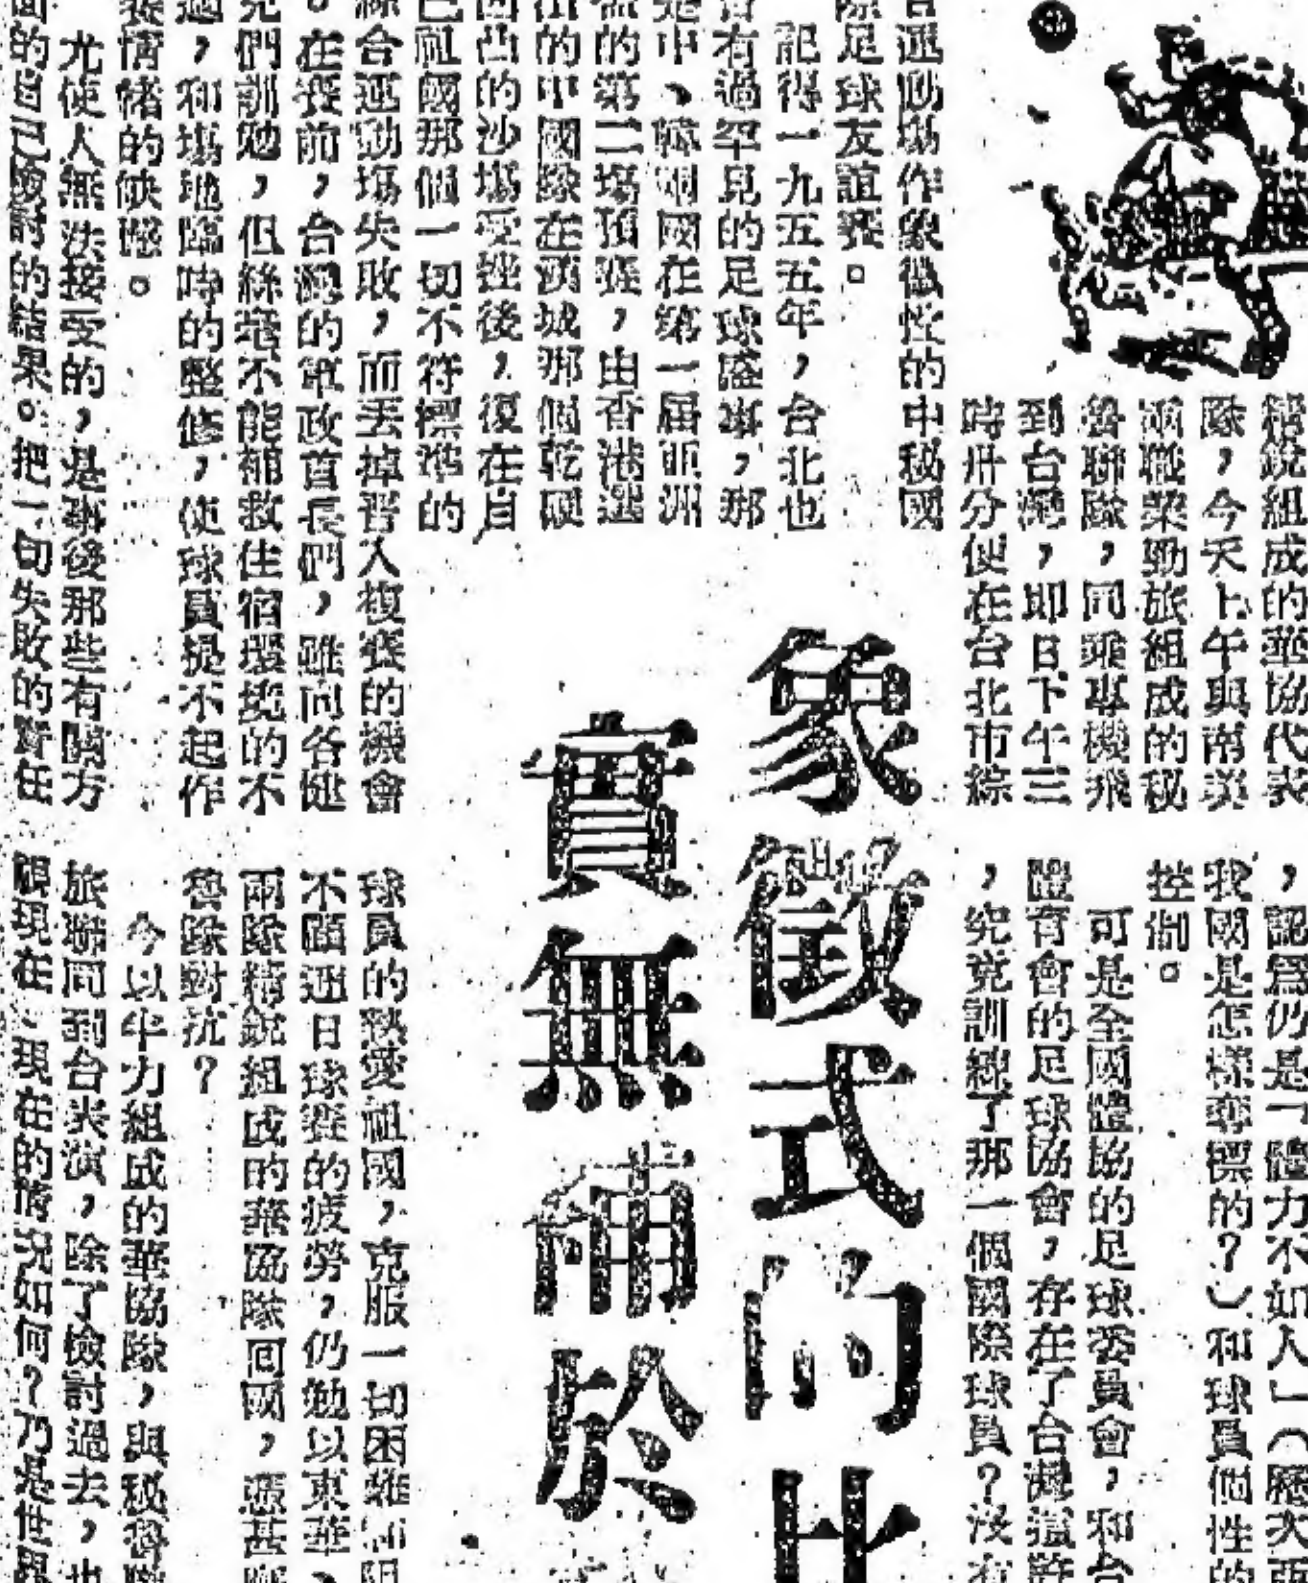 精銳組成的華協代表
隊，今天上午與南美
兩職業勁旅組成的秘
魯聯隊，同乘專機飛
到台灣，即日下午三
時卅分便在台北市綜
合運動場作象徵性的中秘國
際足球友誼賽。
記得一九五五年，台北也
曾有過罕見的足球盛事，那
是中、韓兩國在第一屆亞洲
盃的第二場預賽，由香港選
出的中國隊在漢城那個乾硬
凹凸的沙場受挫後，復在自
己祖國那個一切不符標準的
綜合運動場失敗，而丟掉晋入複賽的機會
。在賽前，台灣的軍政首長們，雖向各健
兒們訓勉，但絲毫不能補救住宿環境的不
適，和場地臨時的整修，使球員提不起作
賽情緒的缺憾。
尤使人無法接受的，是事後那些有關方
面的自己檢討的結果。把一句失敗的責任
象徵式的比
實無補於
，認爲仍是「體力不如人」（歷次亞
我國是怎樣奪標的？）和球員個性的
控制。
可是全國體協的足球委員會，和台
體育會的足球協會，存在了台灣這許
，究竟訓練了那一個國際球員？沒有
球員的熱愛祖國，克服一切困難和阻
不顧連日球賽的疲勞，仍勉以東華、
兩隊精銳組成的華協隊回國，憑甚麼
魯隊對抗？
今以半力組成的華協隊，與秘魯職
旅聯同到台表演，除了檢討過去，也
視現在、現在的情況如何？乃是世界